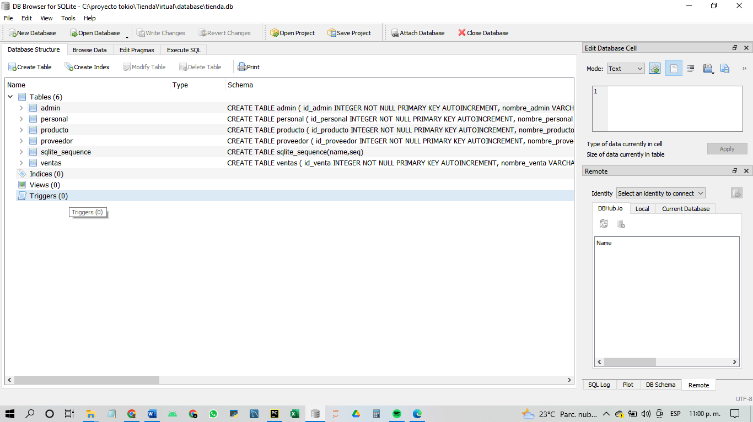 DB Browser for SQLite - C:\proyecto tokio\TiendaVirtual\database\tienda.db
File Edit View Tools Help
New Database Open Database Write Changes Revert Changes Open Project Save Project Attach Database Close Database
Database Structure Browse Data Edit Pragmas Execute SQL
Create Table Create Index Modify Table Delete Table Print
Name Type Schema
Tables (6)
admin CREATE TABLE admin ( id_admin INTEGER NOT NULL PRIMARY KEY AUTOINCREMENT, nombre_admin VARCH
personal CREATE TABLE personal ( id_personal INTEGER NOT NULL PRIMARY KEY AUTOINCREMENT, nombre_personal
producto CREATE TABLE producto ( id_producto INTEGER NOT NULL PRIMARY KEY AUTOINCREMENT, nombre_producto
proveedor CREATE TABLE proveedor ( id_proveedor INTEGER NOT NULL PRIMARY KEY AUTOINCREMENT, nombre_prove
sqlite_sequence CREATE TABLE sqlite_sequence(name,seq)
ventas CREATE TABLE ventas ( id_venta INTEGER NOT NULL PRIMARY KEY AUTOINCREMENT, nombre_venta VARCHA
Indices (0)
Views (0)
Triggers (0)
Triggers (0)
Edit Database Cell
Mode: Text
1
Type of data currently in cell
Size of data currently in table
Apply
Remote
Identity Select an identity to connect
DBHub.io Local Current Database
Name
SQL Log Plot DB Schema Remote
UTF-8
23°C Parc. nub... ESP 11:00 p. m.